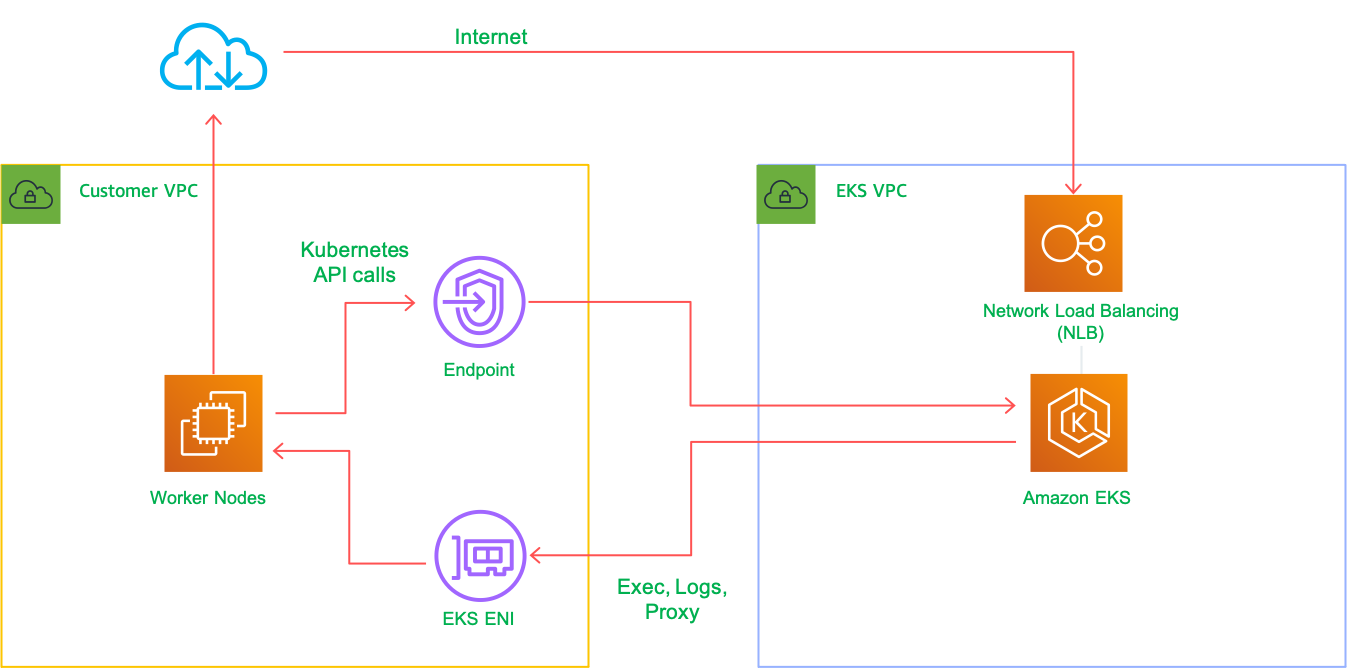 Internet
Customer VPC
EKS VPC
Kubernetes
API calls
Network Load Balancing
(NLB)
Endpoint
K
Worker Nodes
Amazon EKS
Exec, Logs,
Proxy
EKS ENI